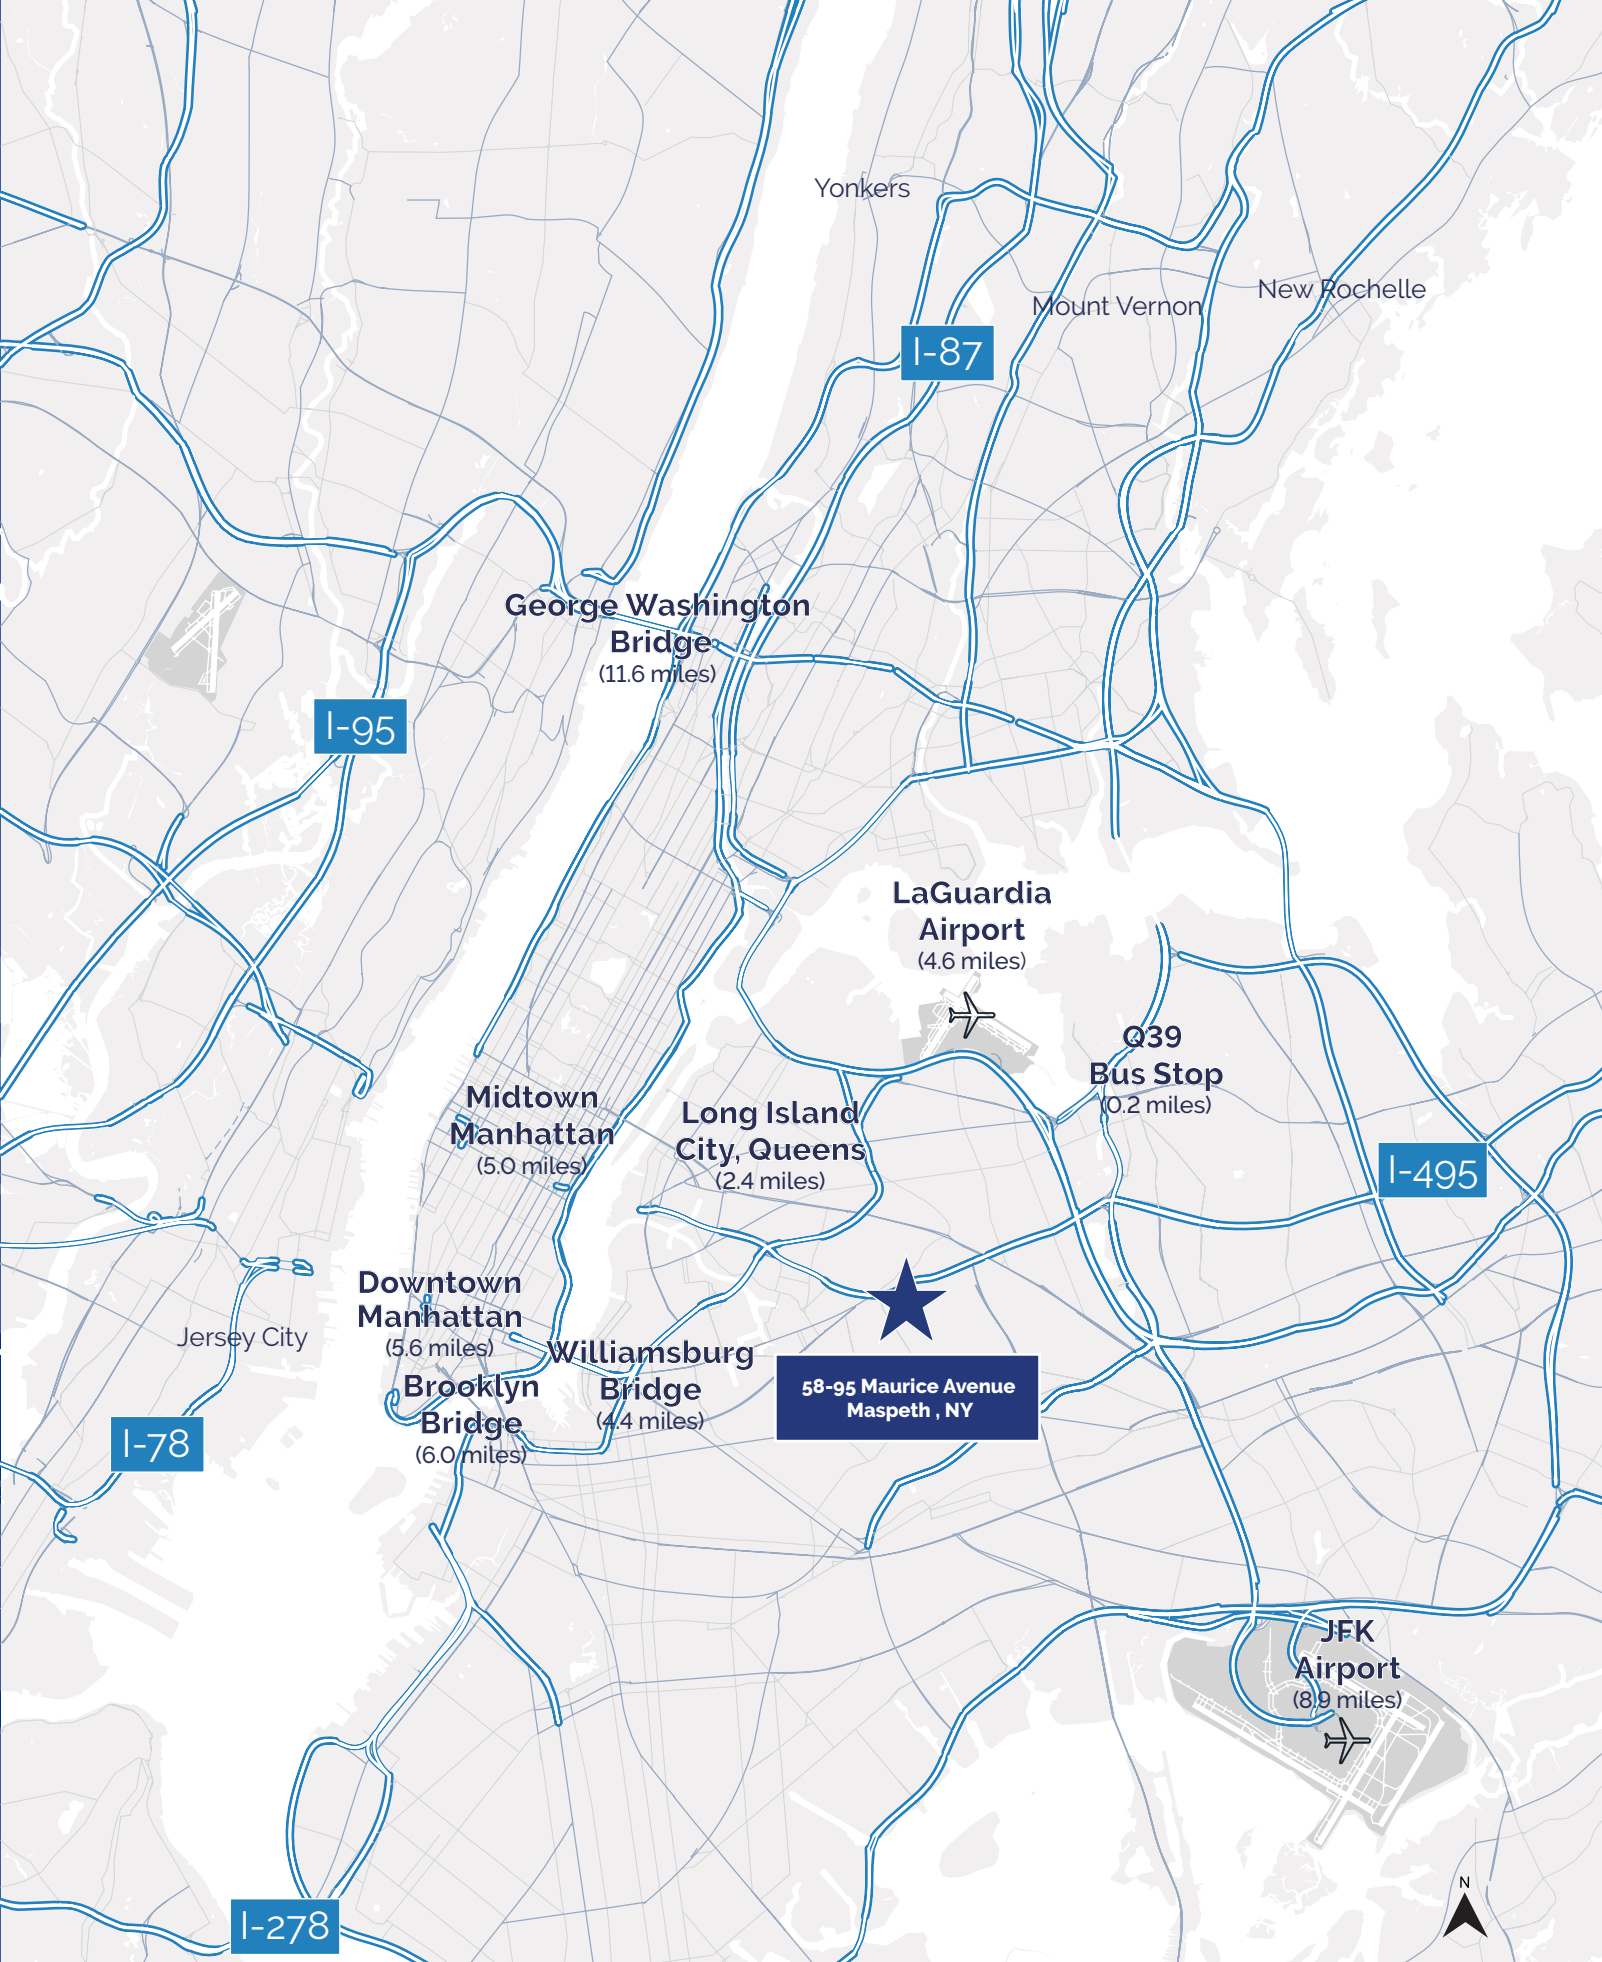 Yonkers
New Rochelle
Mount Vernon
I-87
George Washington
Bridge
(11.6 miles)
I-95
LaGuardia
Airport
(4.6 miles)
Q39
Bus Stop
(0.2 miles)
Midtown
Manhattan
(5.0 miles)
Long Island
City, Queens
(2.4 miles)
I-495
Downtown
Manhattan
(5.6 miles)
Jersey City
Williamsburg
Bridge
(4.4 miles)
Brooklyn
Bridge
(6.0 miles)
58-95 Maurice Avenue
Maspeth , NY
I-78
JFK
Airport
(8.9 miles)
N
I-278